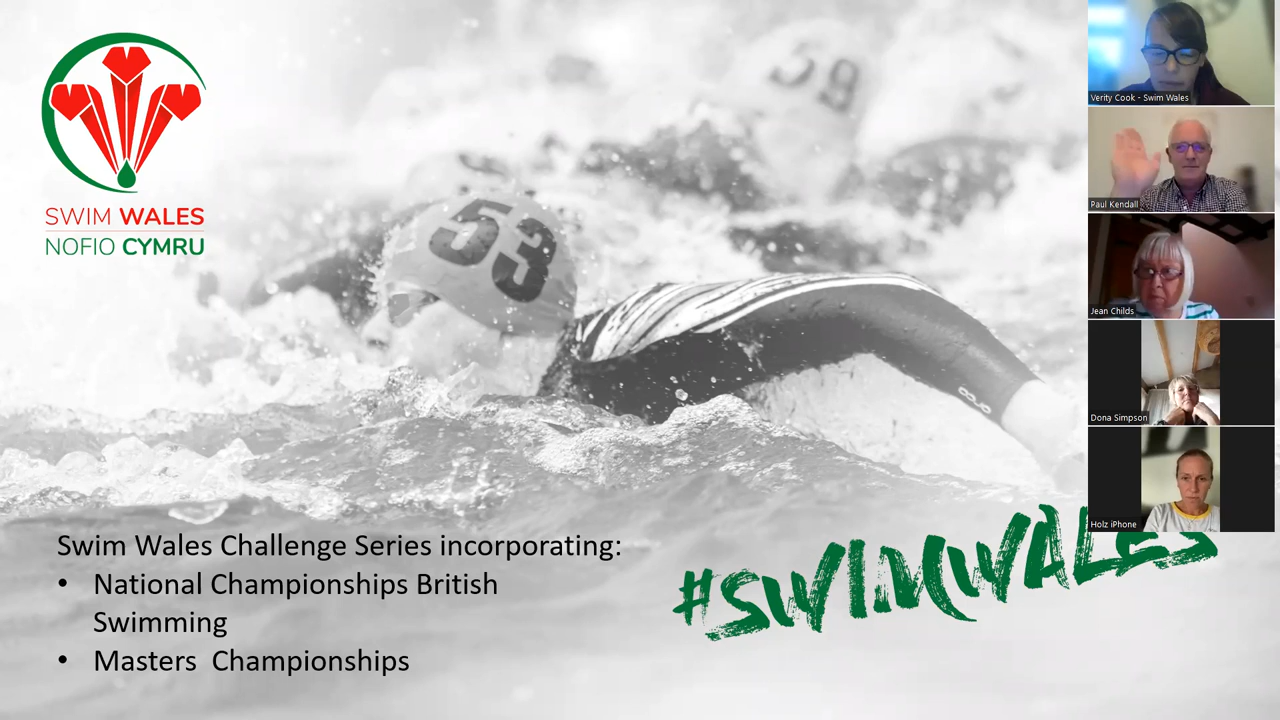 SWIM WALES
NOFIO CYMRU
53
59
Swim Wales Challenge Series incorporating:
• National Championships British
Swimming
• Masters  Championships
#SWIMWALES
Verity Cook - Swim Wales
Paul Kendall
Jean Childs
Dona Simpson
Holz iPhone